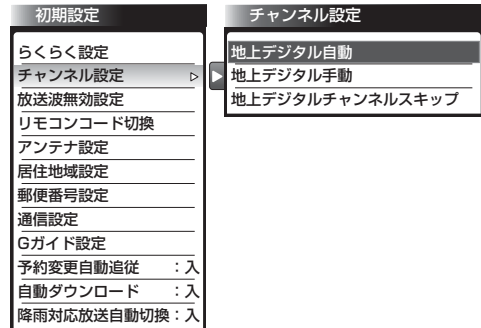 初期設定
らくらく設定
チャンネル設定
放送波無効設定
リモコンコード切換
アンテナ設定
居住地域設定
郵便番号設定
通信設定
Gガイド設定
予約変更自動追従 ：入
自動ダウンロード ：入
降雨対応放送自動切換：入
チャンネル設定
地上デジタル自動
地上デジタル手動
地上デジタルチャンネルスキップ